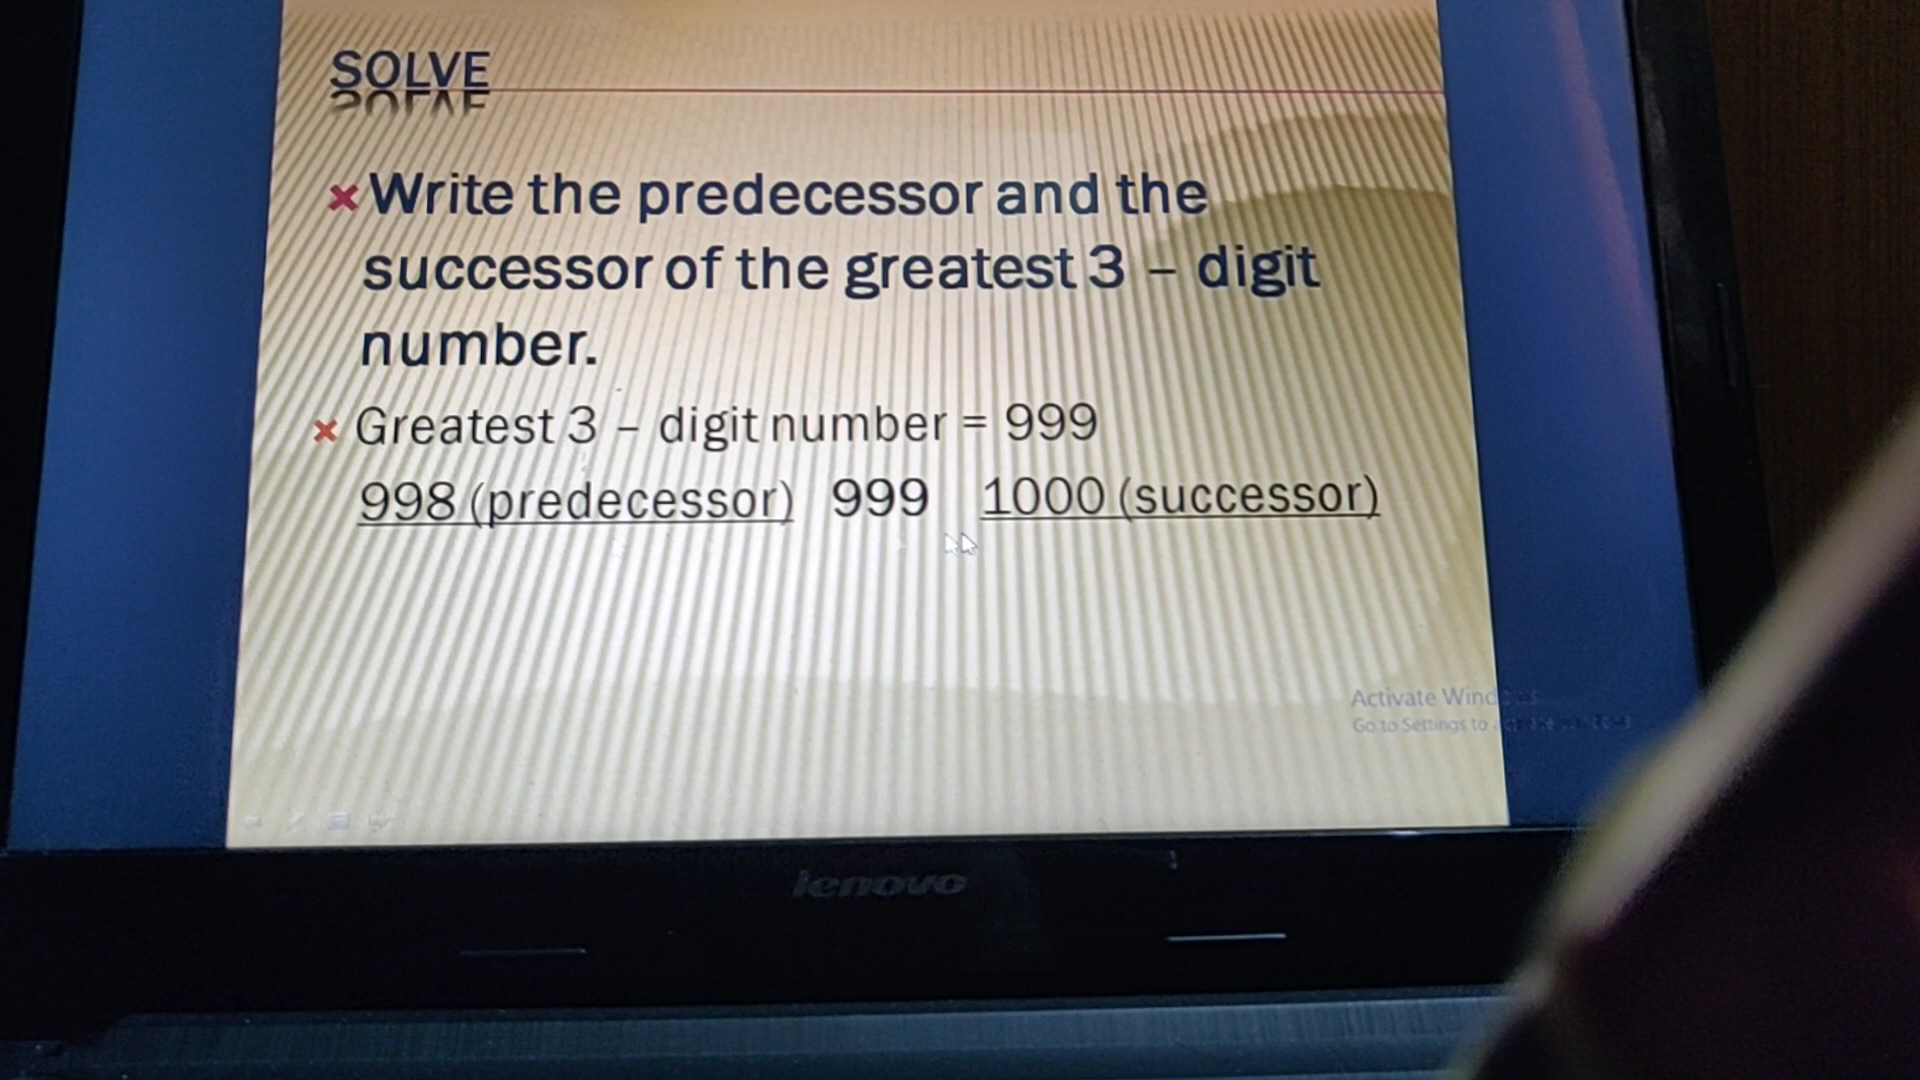 SOLVE
Write the predecessor and the
successor of the greatest 3 – digit
number.
Greatest 3 – digit number = 999
998 (predecessor) 999 1000 (successor)
Activate
Go to Settings to
lenovo